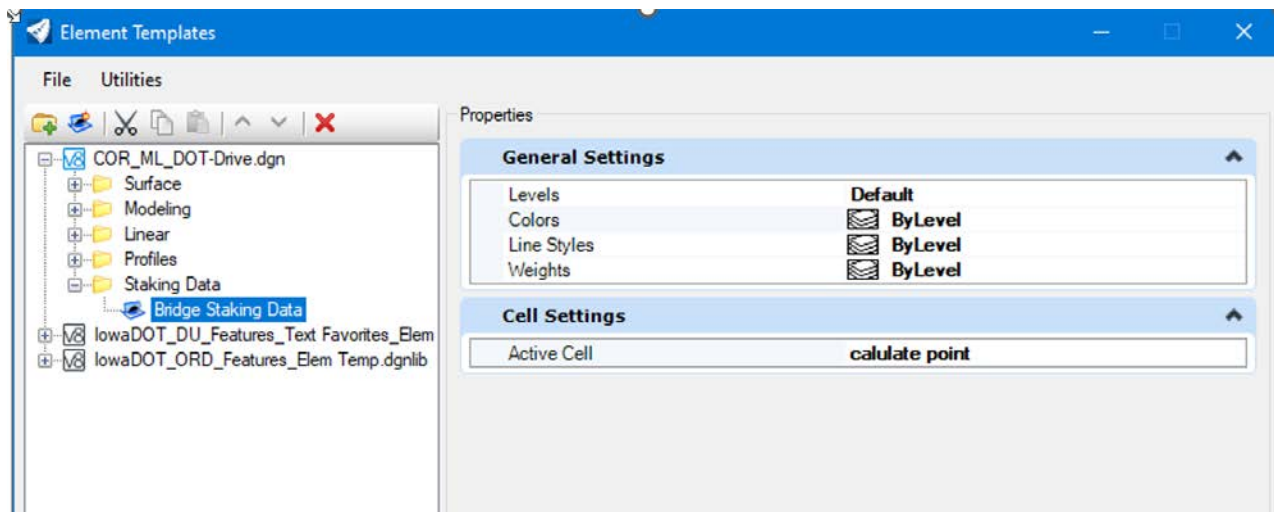 Element Templates
File Utilities
Properties
COR_ML_DOT-Drive.dgn
Surface
Modeling
Linear
Profiles
Staking Data
Bridge Staking Data
IowaDOT_DU_Features_Text Favorites_Elem
IowaDOT_ORD_Features_Elem Temp.dgnlib
General Settings
Levels Default
Colors ByLevel
Line Styles ByLevel
Weights ByLevel
Cell Settings
Active Cell calulate point